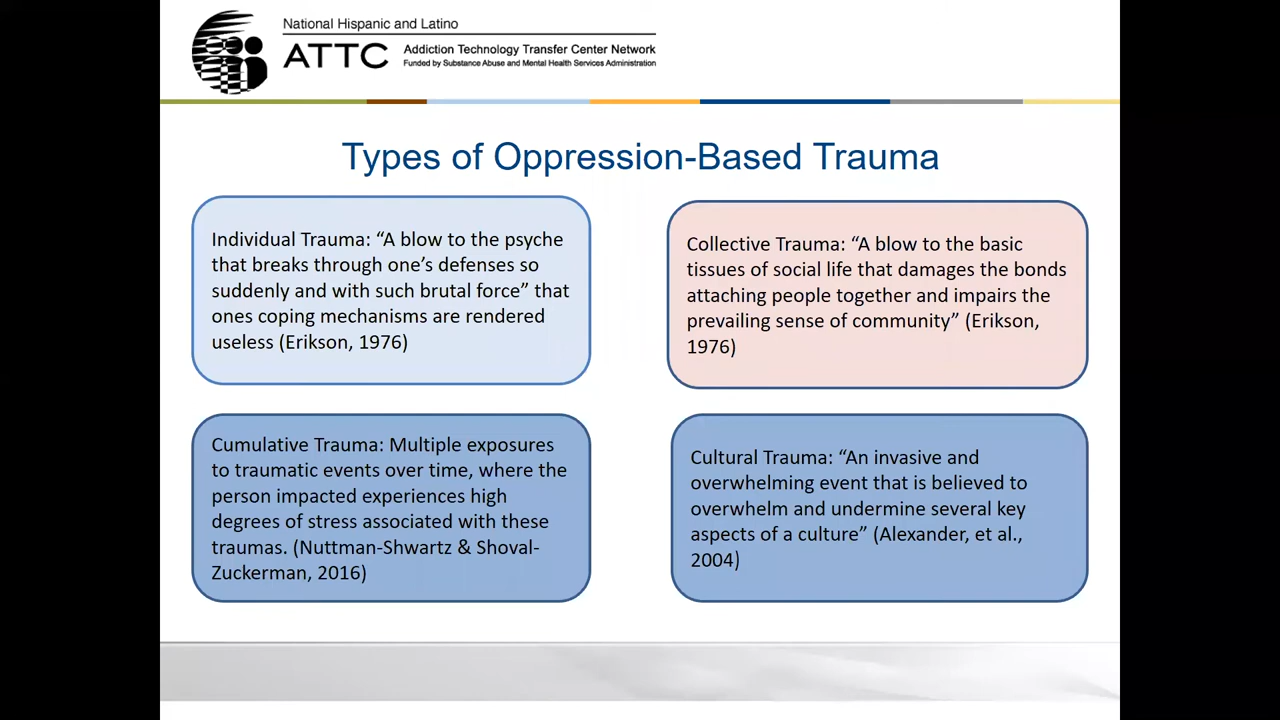 National Hispanic and Latino
ATTC
Addiction Technology Transfer Center Network
Funded by Substance Abuse and Mental Health Services Administration
Types of Oppression-Based Trauma
Individual Trauma: “A blow to the psyche
that breaks through one’s defenses so
suddenly and with such brutal force” that
ones coping mechanisms are rendered
useless (Erikson, 1976)
Collective Trauma: “A blow to the basic
tissues of social life that damages the bonds
attaching people together and impairs the
prevailing sense of community” (Erikson,
1976)
Cumulative Trauma: Multiple exposures
to traumatic events over time, where the
person impacted experiences high
degrees of stress associated with these
traumas. (Nuttman-Shwartz & Shoval-
Zuckerman, 2016)
Cultural Trauma: “An invasive and
overwhelming event that is believed to
overwhelm and undermine several key
aspects of a culture” (Alexander, et al.,
2004)